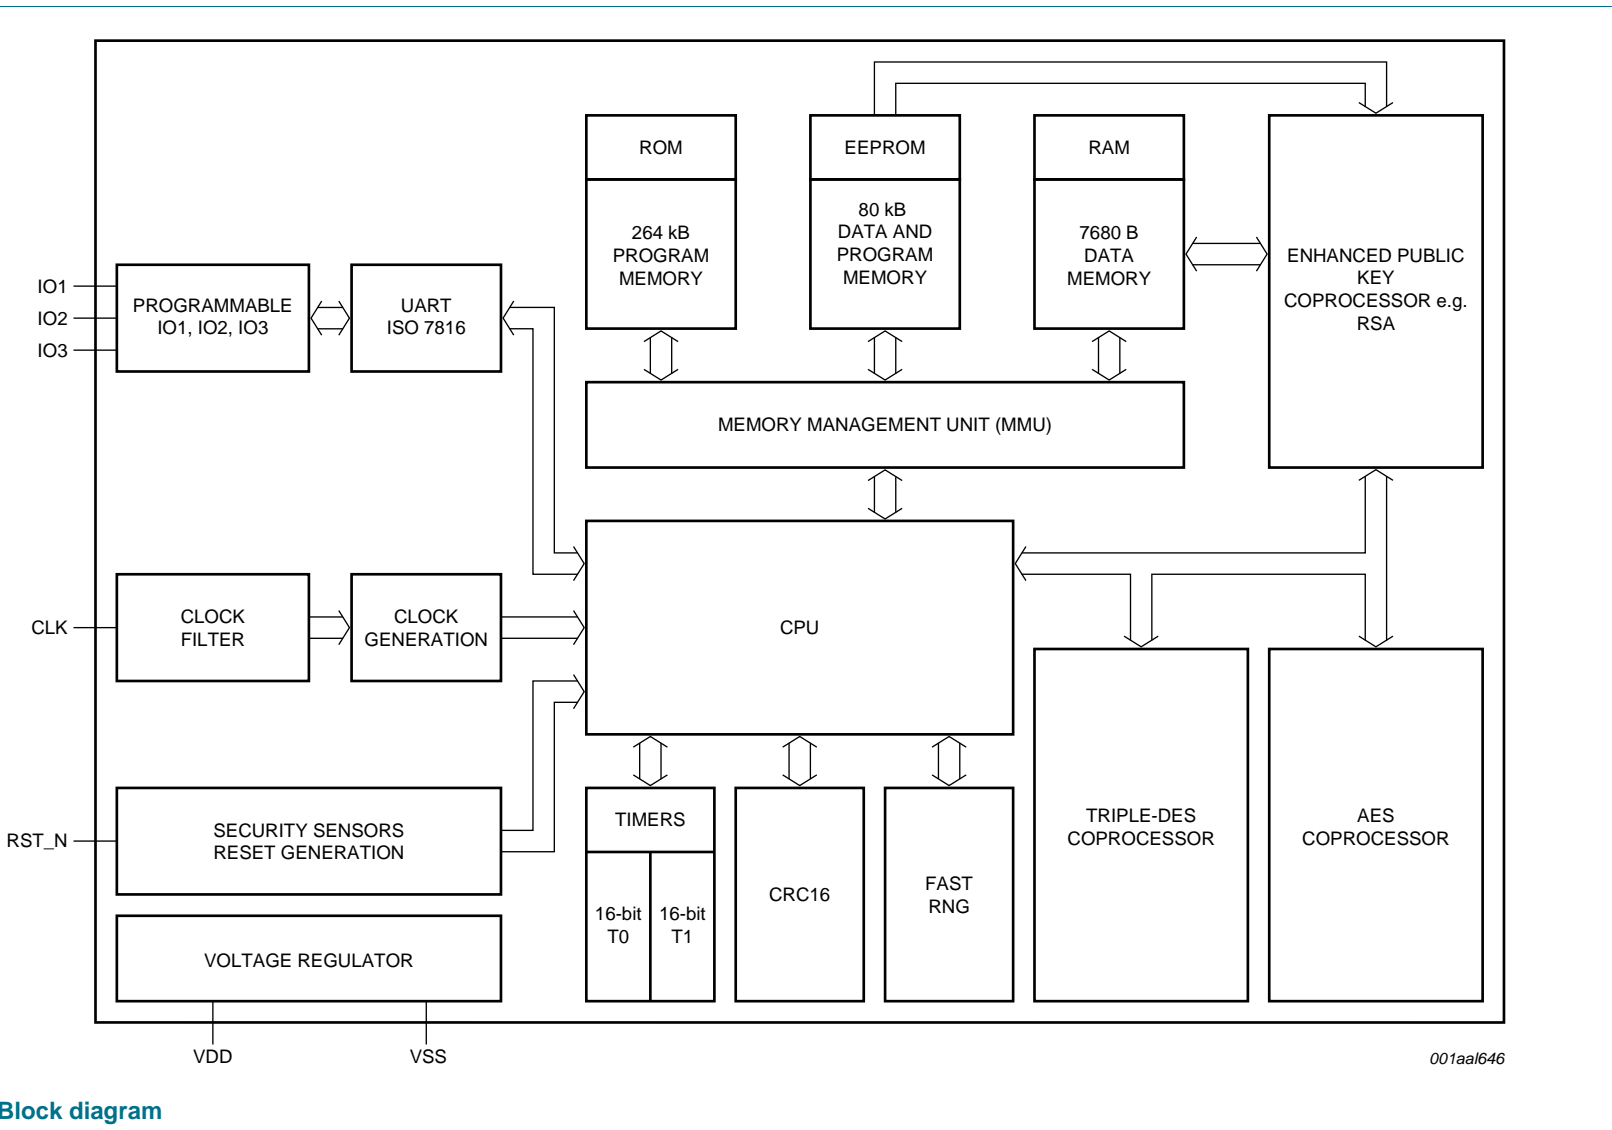 ROM
EEPROM
RAM
264 kB
PROGRAM
MEMORY
80 kB
DATA AND
PROGRAM
MEMORY
7680 B
DATA
MEMORY
ENHANCED PUBLIC
KEY
COPROCESSOR e.g.
RSA
IO1
IO2
IO3
PROGRAMMABLE
IO1, IO2, IO3
UART
ISO 7816
MEMORY MANAGEMENT UNIT (MMU)
CLK
CLOCK
FILTER
CLOCK
GENERATION
CPU
RST_N
SECURITY SENSORS
RESET GENERATION
TIMERS
16-bit
T0
16-bit
T1
CRC16
FAST
RNG
TRIPLE-DES
COPROCESSOR
AES
COPROCESSOR
VOLTAGE REGULATOR
VDD
VSS
001aal646
Block diagram